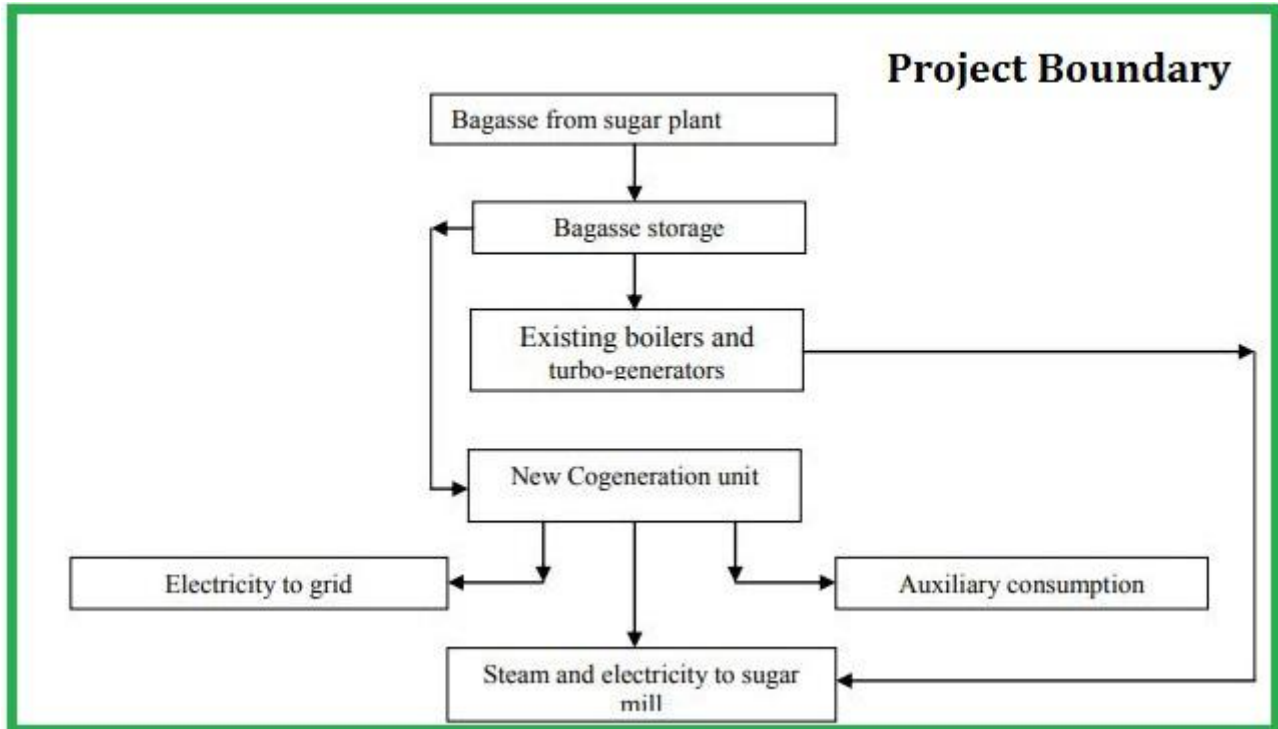 Project Boundary
Bagasse from sugar plant
Bagasse storage
Existing boilers and
turbo-generators
New Cogeneration unit
Electricity to grid
Auxiliary consumption
Steam and electricity to sugar
mill